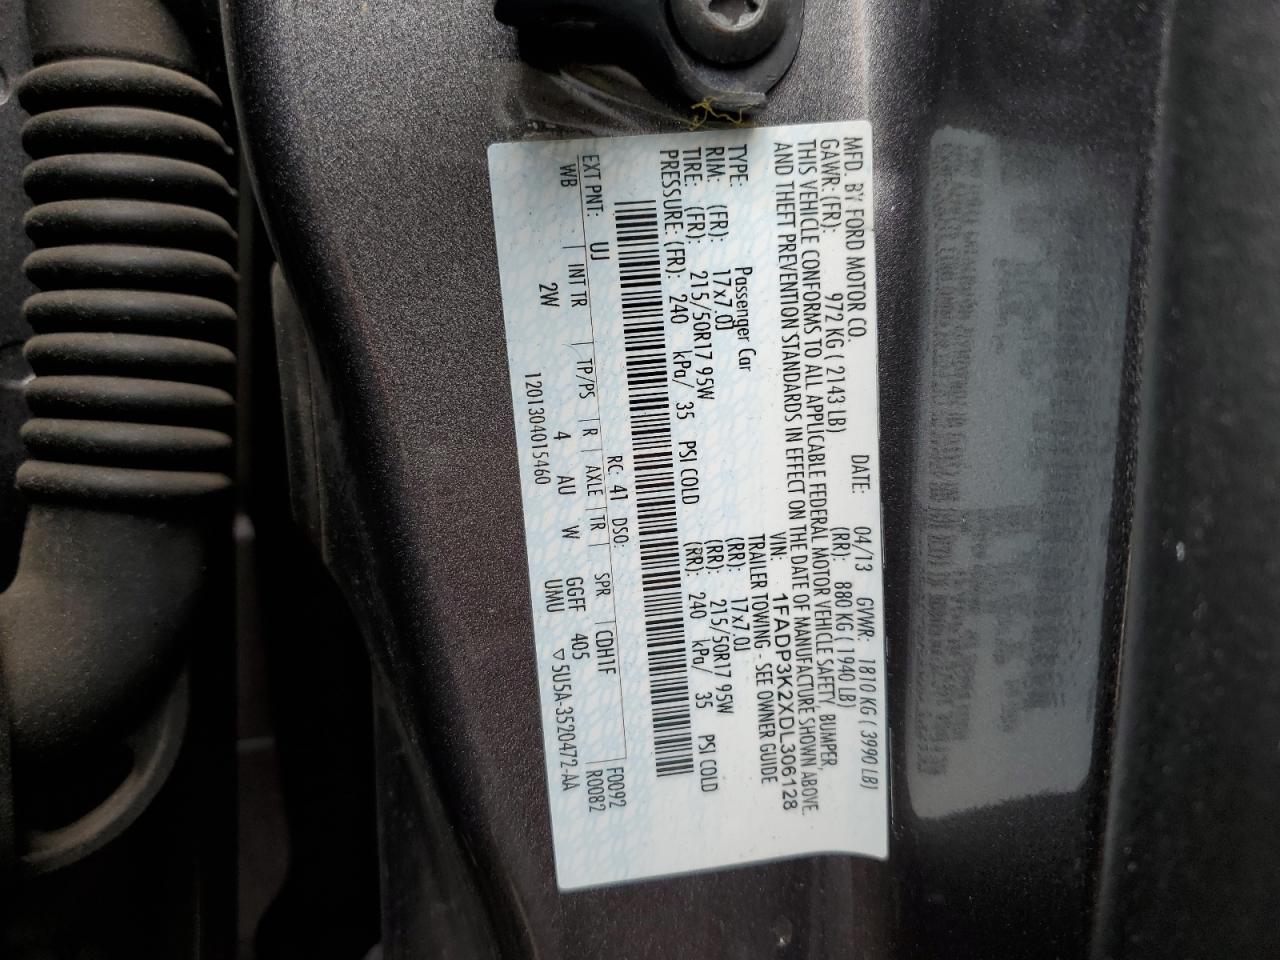 MFD. BY FORD MOTOR CO.
DATE: 04/13 GVWR: 1810 KG ( 3990 LB)
GAWR: (FR): 972 KG ( 2143 LB) (RR): 880 KG ( 1940 LB)
THIS VEHICLE CONFORMS TO ALL APPLICABLE FEDERAL MOTOR VEHICLE SAFETY, BUMPER,
AND THEFT PREVENTION STANDARDS IN EFFECT ON THE DATE OF MANUFACTURE SHOWN ABOVE.
VIN: 1FADP3K2XDL306128
TYPE: Passenger Car TRAILER TOWING - SEE OWNER GUIDE
RIM: (FR): 17x7.0J (RR): 17x7.0J
TIRE: (FR): 215/50R17 95W (RR): 215/50R17 95W
PRESSURE: (FR): 240 kPa/ 35 PSI COLD (RR): 240 kPa/ 35 PSI COLD
RC: 41 DSO: F0092
EXT PNT: UJ R0082
WB | INT TR | TP/PS | R | AXLE | TR | SPR | CDH1F
2W 4 AU W GGFF 405
UMU
1201304015460 ▽5U5A-3520472-AA